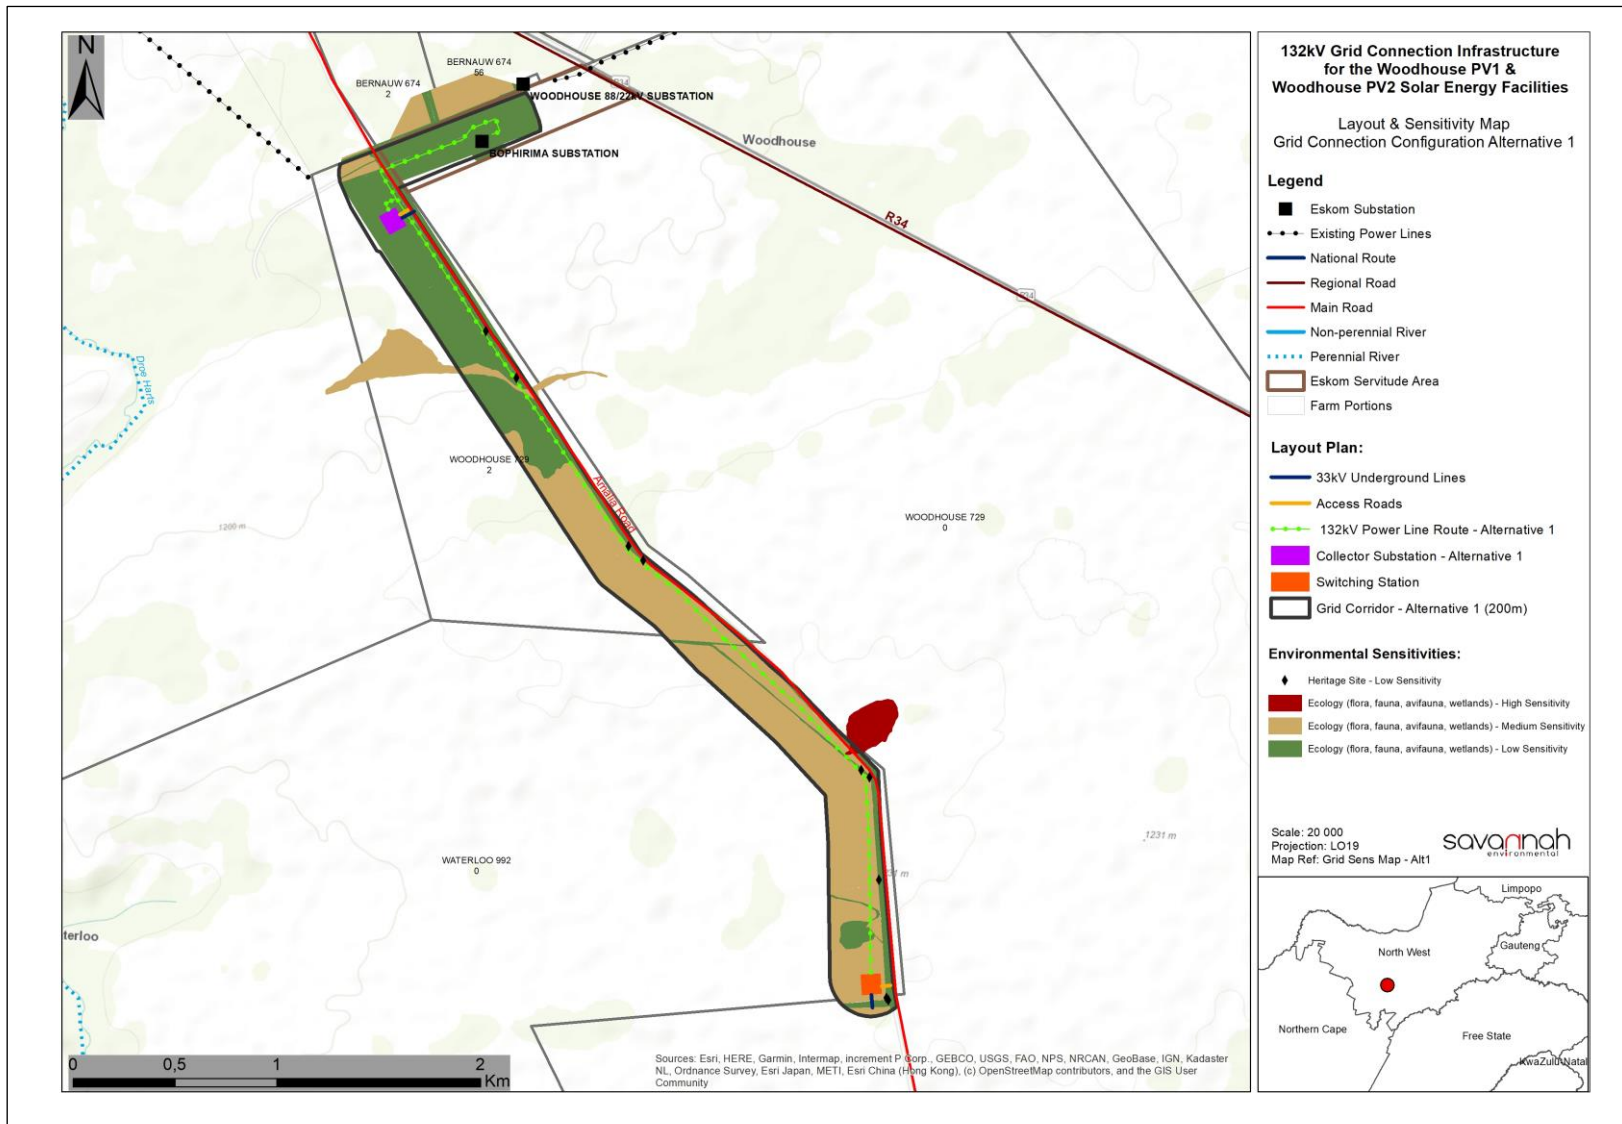 N
BERNAUW 674
56
BERNAUW 674
2
WOODHOUSE 88/22kV SUBSTATION
BOPHIRIMA SUBSTATION
R34
Woodhouse
R34
R34
Droe Harts
WOODHOUSE 729
2
Amalia Road
1200 m
WOODHOUSE 729
0
1231 m
WATERLOO 992
0
31 m
terloo
0 0,5 1 2
Km
Sources: Esri, HERE, Garmin, Intermap, increment P Corp., GEBCO, USGS, FAO, NPS, NRCAN, GeoBase, IGN, Kadaster
NL, Ordnance Survey, Esri Japan, METI, Esri China (Hong Kong), (c) OpenStreetMap contributors, and the GIS User
Community
132kV Grid Connection Infrastructure
for the Woodhouse PV1 &
Woodhouse PV2 Solar Energy Facilities
Layout & Sensitivity Map
Grid Connection Configuration Alternative 1
Legend
Eskom Substation
Existing Power Lines
National Route
Regional Road
Main Road
Non-perennial River
Perennial River
Eskom Servitude Area
Farm Portions
Layout Plan:
33kV Underground Lines
Access Roads
132kV Power Line Route - Alternative 1
Collector Substation - Alternative 1
Switching Station
Grid Corridor - Alternative 1 (200m)
Environmental Sensitivities:
Heritage Site - Low Sensitivity
Ecology (flora, fauna, avifauna, wetlands) - High Sensitivity
Ecology (flora, fauna, avifauna, wetlands) - Medium Sensitivity
Ecology (flora, fauna, avifauna, wetlands) - Low Sensitivity
Scale: 20 000
Projection: LO19
Map Ref: Grid Sens Map - Alt1
savannah
environmental
Limpopo
North West
Gauteng
Northern Cape
Free State
KwaZulu-Natal